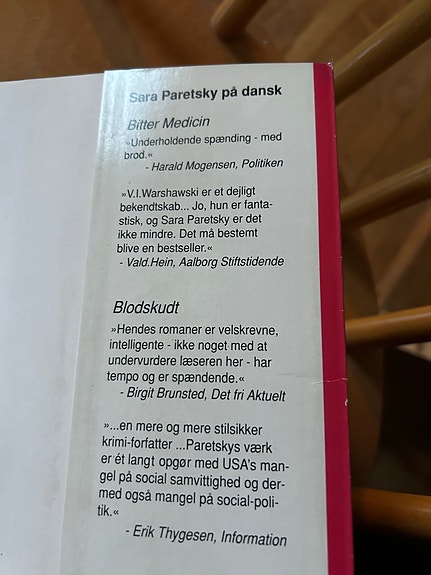 Sara Paretsky på dansk
Bitter Medicin
»Underholdende spænding - med
brod.«
- Harald Mogensen, Politiken
»V.I.Warshawski er et dejligt
bekendtskab... Jo, hun er fanta-
stisk, og Sara Paretsky er det
ikke mindre. Det må bestemt
blive en bestseller.«
- Vald.Hein, Aalborg Stiftstidende
Blodskudt
»Hendes romaner er velskrevne,
intelligente - ikke noget med at
undervurdere læseren her - har
tempo og er spændende.«
- Birgit Brunsted, Det fri Aktuelt
»...en mere og mere stilsikker
krimi-forfatter ...Paretskys værk
er ét langt opgør med USA's man-
gel på social samvittighed og der-
med også mangel på social-poli-
tik.«
- Erik Thygesen, Information